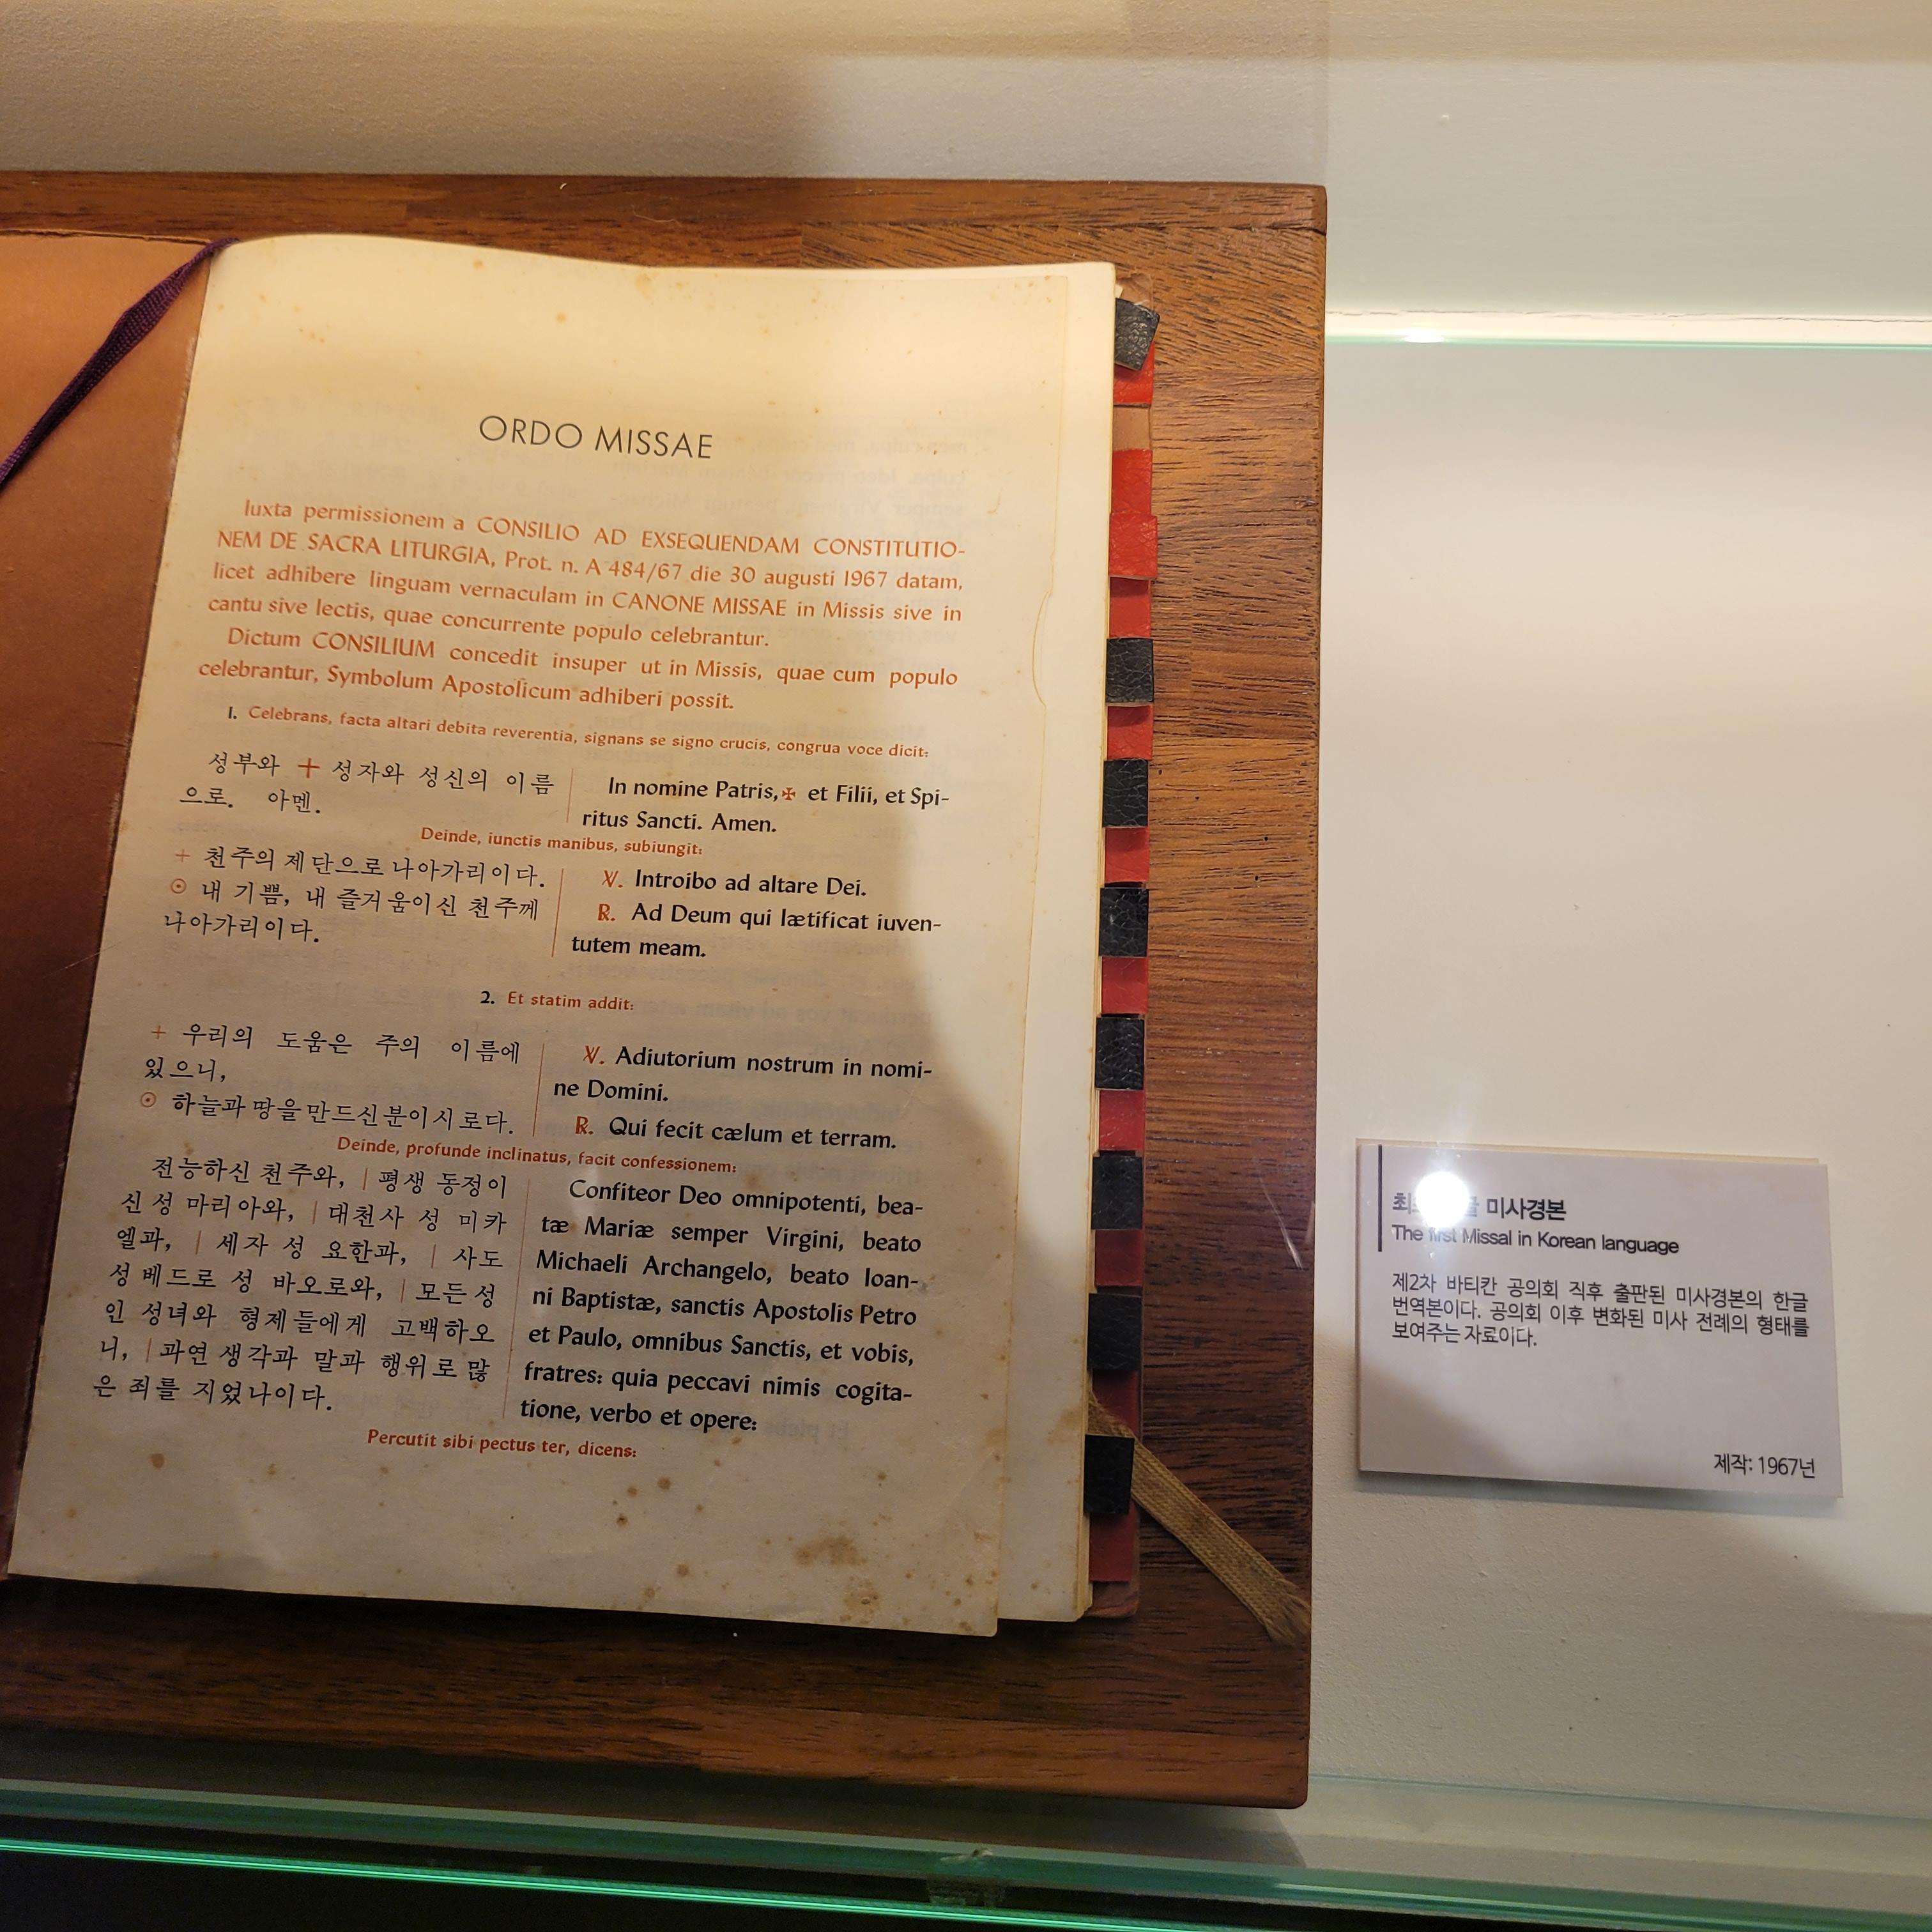 ORDO MISSAE
Iuxta permissionem a CONSILIO AD EXSEQUENDAM CONSTITUTIO-
NEM DE SACRA LITURGIA, Prot. n. A 484/67 die 30 augusti 1967 datam,
licet adhibere linguam vernaculam in CANONE MISSAE in Missis sive in
cantu sive lectis, quae concurrente populo celebrantur.
Dictum CONSILIUM concedit insuper ut in Missis, quae cum populo
celebrantur, Symbolum Apostolicum adhiberi possit.
1. Celebrans, facta altari debita reverentia, signans se signo crucis, congrua voce dicit:
성부와 + 성자와 성신의 이름
으로. 아멘.
In nomine Patris,✠ et Filii, et Spi-
ritus Sancti. Amen.
Deinde, iunctis manibus, subiungit:
+ 천주의 제단으로 나아가리이다.
⊙ 내 기쁨, 내 즐거움이신 천주께
나아가리이다.
℣. Introibo ad altare Dei.
℟. Ad Deum qui lætificat iuven-
tutem meam.
2. Et statim addit:
+ 우리의 도움은 주의 이름에
있으니,
⊙ 하늘과 땅을 만드신 분이시로다.
℣. Adiutorium nostrum in nomi-
ne Domini.
℟. Qui fecit cælum et terram.
Deinde, profunde inclinatus, facit confessionem:
전능하신 천주와, | 평생 동정이
신 성 마리아와, | 대천사 성 미카
엘과, | 세자 성 요한과, | 사도
성 베드로 성 바오로와, | 모든 성
인 성녀와 형제들에게 고백하오
니, | 과연 생각과 말과 행위로 많
은 죄를 지었나이다.
Confiteor Deo omnipotenti, bea-
tæ Mariæ semper Virgini, beato
Michaeli Archangelo, beato Ioan-
ni Baptistæ, sanctis Apostolis Petro
et Paulo, omnibus Sanctis, et vobis,
fratres: quia peccavi nimis cogita-
tione, verbo et opere:
Percutit sibi pectus ter, dicens:
미사경본
The first Missal in Korean language
제2차 바티칸 공의회 직후 출판된 미사경본의 한글
번역본이다. 공의회 이후 변화된 미사 전례의 형태를
보여주는 자료이다.
제작: 1967년